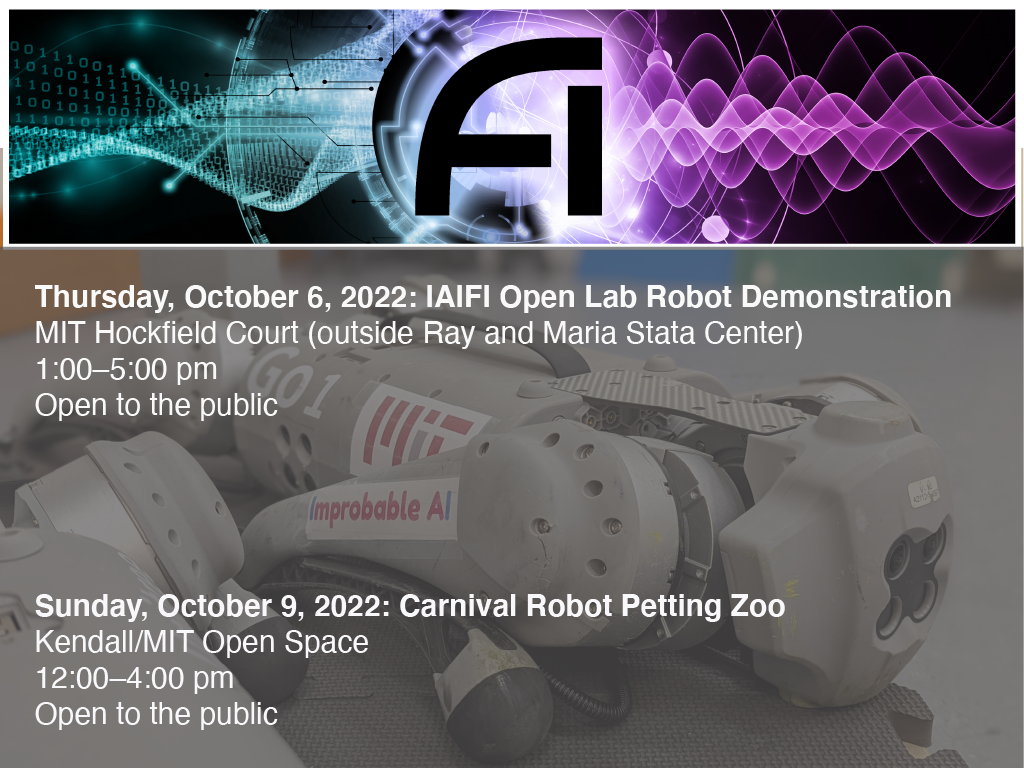 FI
Thursday, October 6, 2022: IAIFI Open Lab Robot Demonstration
MIT Hockfield Court (outside Ray and Maria Stata Center)
1:00–5:00 pm
Open to the public
GO1
MIT
Improbable AI
Sunday, October 9, 2022: Carnival Robot Petting Zoo
Kendall/MIT Open Space
12:00–4:00 pm
Open to the public